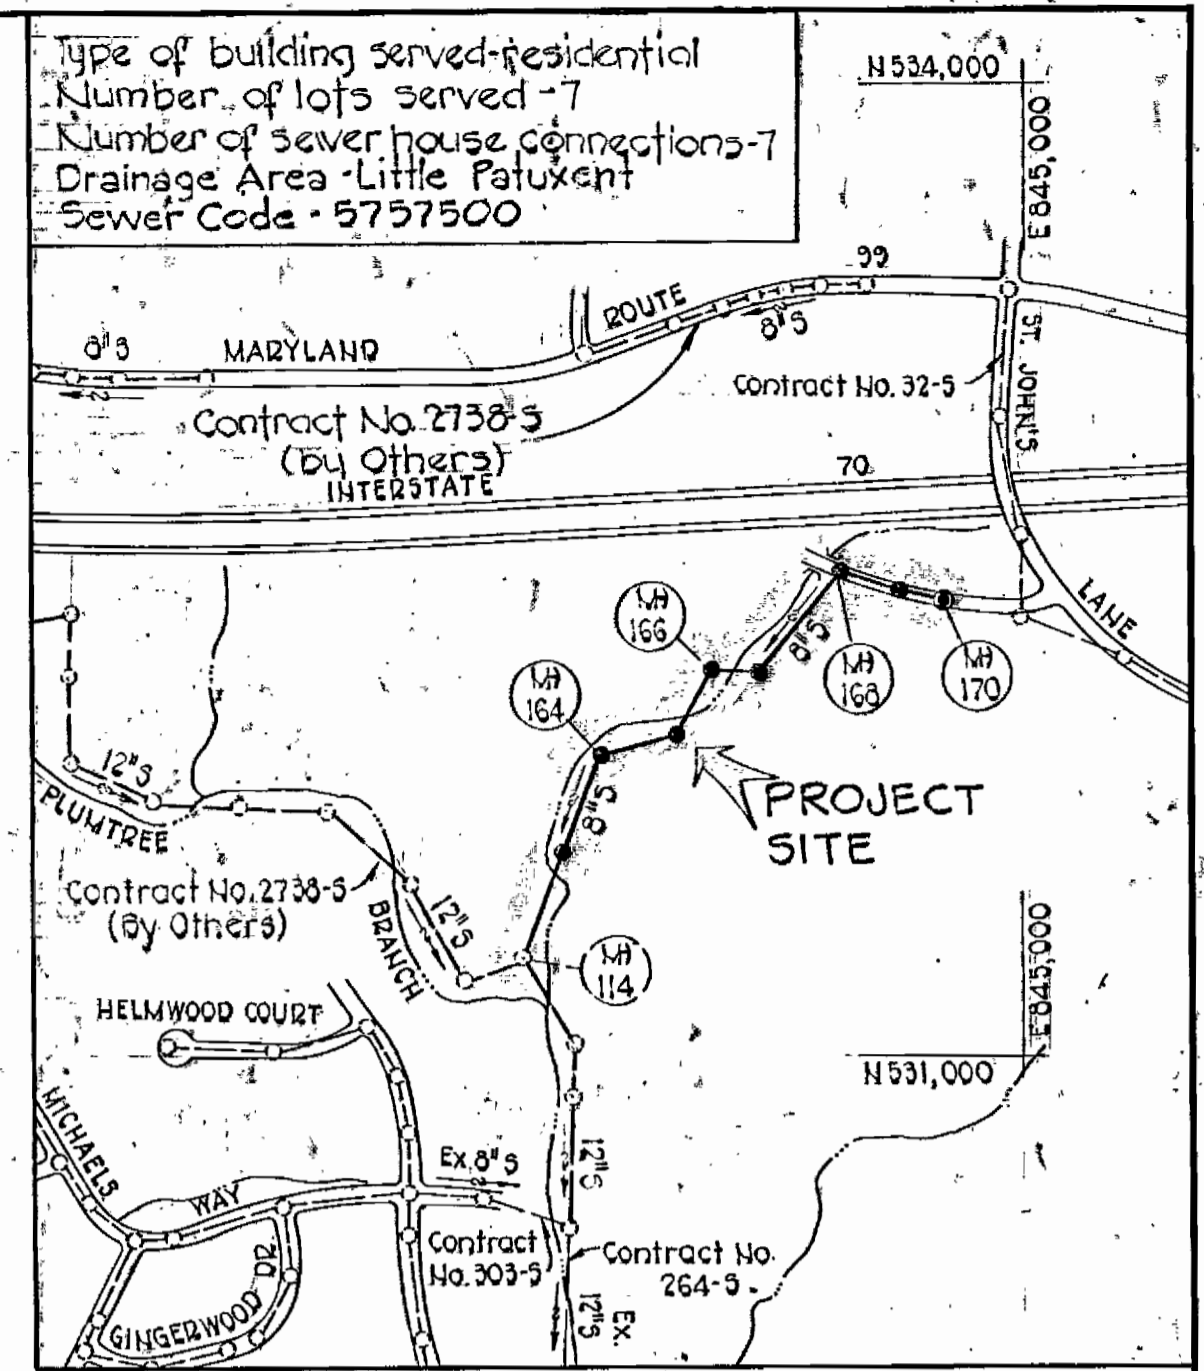 Type of building served-residential
Number of lots served -7
Number of sewer house connections-7
Drainage Area -Little Patuxent
Sewer Code - 5757500
N 534,000
E 845,000
99
ROUTE
8"S
8"S
MARYLAND
Contract No. 32-S
ST. JOHN'S
Contract No. 2738-S
(By Others)
70
INTERSTATE
LANE
MH
166
8"S
MH
168
MH
170
MH
164
12"S
PLUMTREE
8"S
PROJECT
SITE
Contract No. 2738-S
(By Others)
12"S
BRANCH
MH
114
E 845,000
HELMWOOD COURT
N 531,000
MICHAELS
WAY
Ex. 8"S
12"S
Contract
No. 303-S
Contract No.
264-S
DR
GINGERWOOD
Ex.
12"S